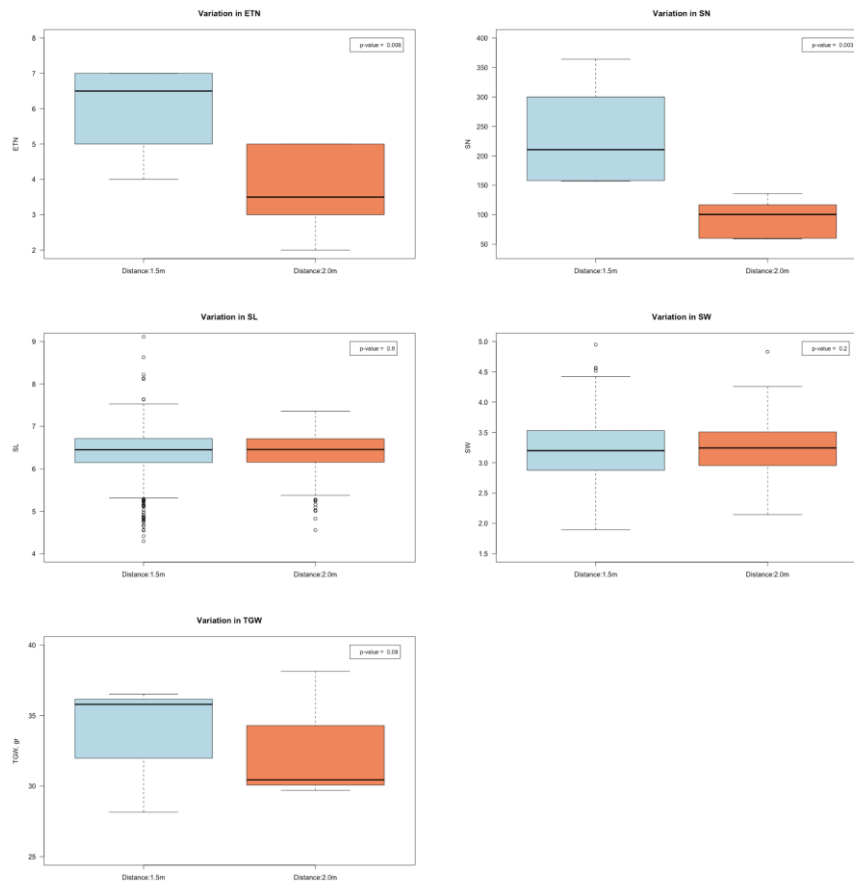 Variation in ETN
p-value = 0.008
8
7
6
5
4
3
2
ETN
Distance:1.5m
Distance:2.0m
Variation in SN
p-value = 0.003
400
350
300
250
200
150
100
50
SN
Distance:1.5m
Distance:2.0m
Variation in SL
p-value = 0.9
9
8
7
6
5
4
SL
Distance:1.5m
Distance:2.0m
Variation in SW
p-value = 0.2
5.0
4.5
4.0
3.5
3.0
2.5
2.0
1.5
SW
Distance:1.5m
Distance:2.0m
Variation in TGW
p-value = 0.08
40
35
30
25
TGW, gr
Distance:1.5m
Distance:2.0m